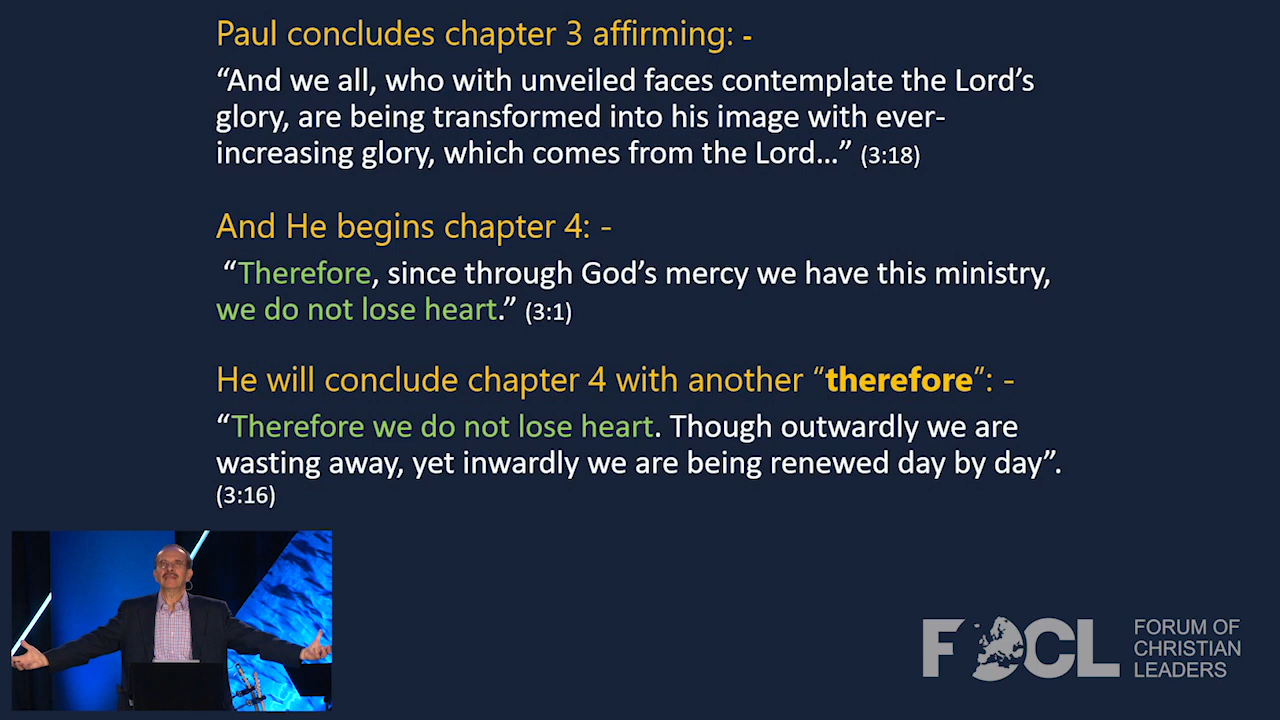 Paul concludes chapter 3 affirming: -
“And we all, who with unveiled faces contemplate the Lord’s
glory, are being transformed into his image with ever-
increasing glory, which comes from the Lord…” (3:18)
And He begins chapter 4: -
“Therefore, since through God’s mercy we have this ministry,
we do not lose heart.” (3:1)
He will conclude chapter 4 with another “therefore”: -
“Therefore we do not lose heart. Though outwardly we are
wasting away, yet inwardly we are being renewed day by day”.
(3:16)
FOCL
FORUM OF
CHRISTIAN
LEADERS